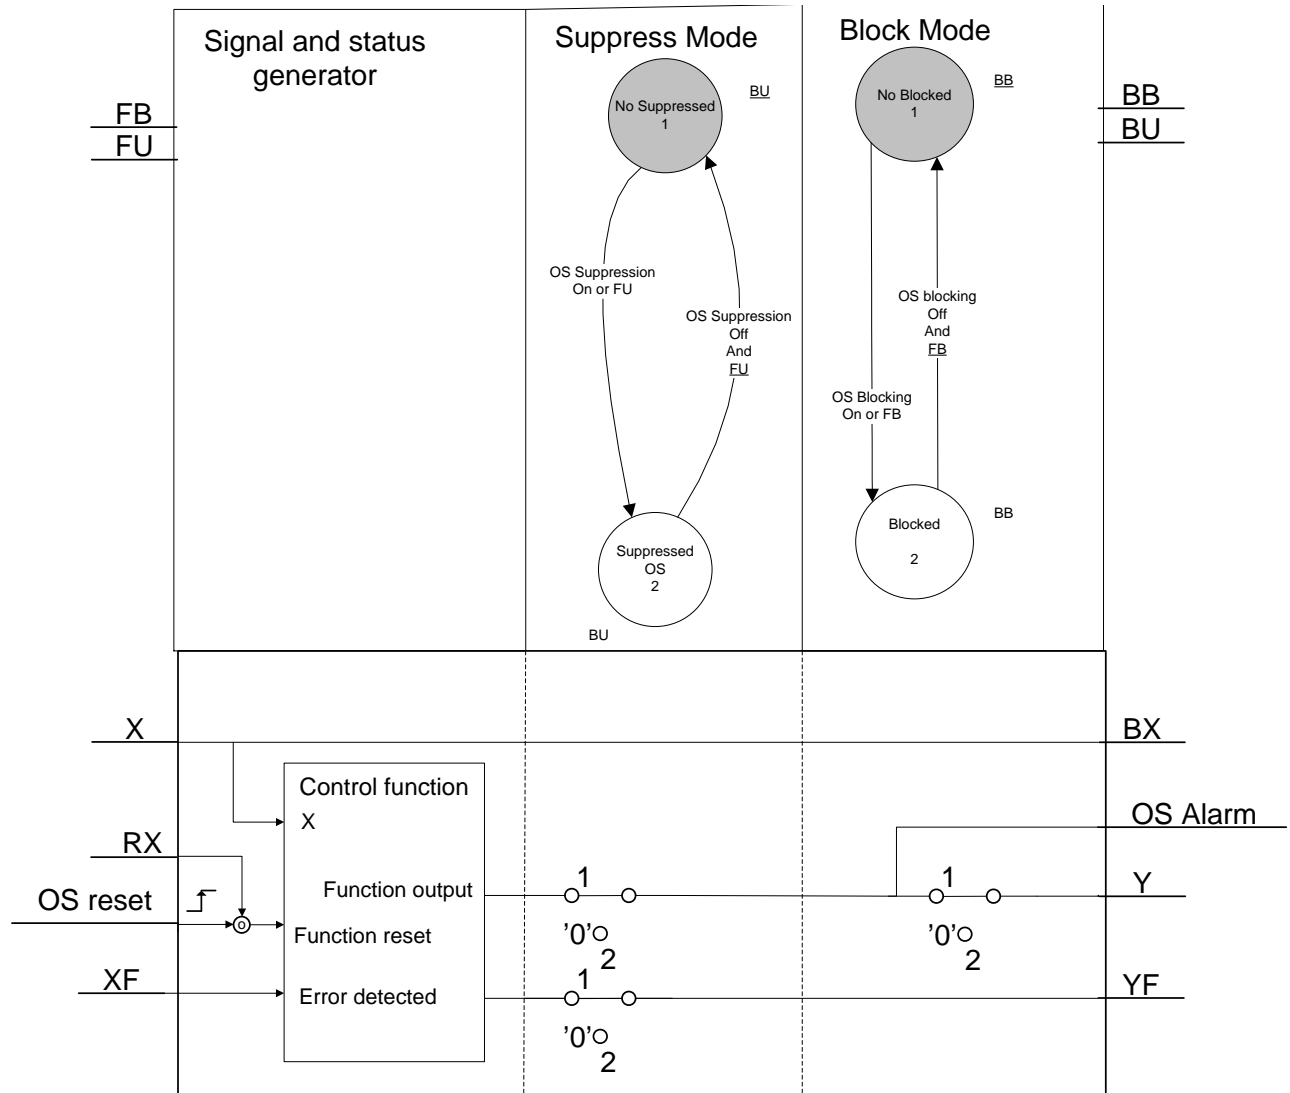 Signal and status
generator
Suppress Mode
Block Mode
FB
FU
No Suppressed
1
BU
No Blocked
1
BB
BB
BU
OS Suppression
On or FU
OS Suppression
Off
And
FU
OS blocking
Off
And
FB
OS Blocking
On or FB
Suppressed
OS
2
BU
Blocked
2
BB
X
BX
Control function
X
OS Alarm
RX
Function output
1
1
Y
OS reset
o
Function reset
'0'
2
'0'
2
XF
Error detected
1
YF
'0'
2